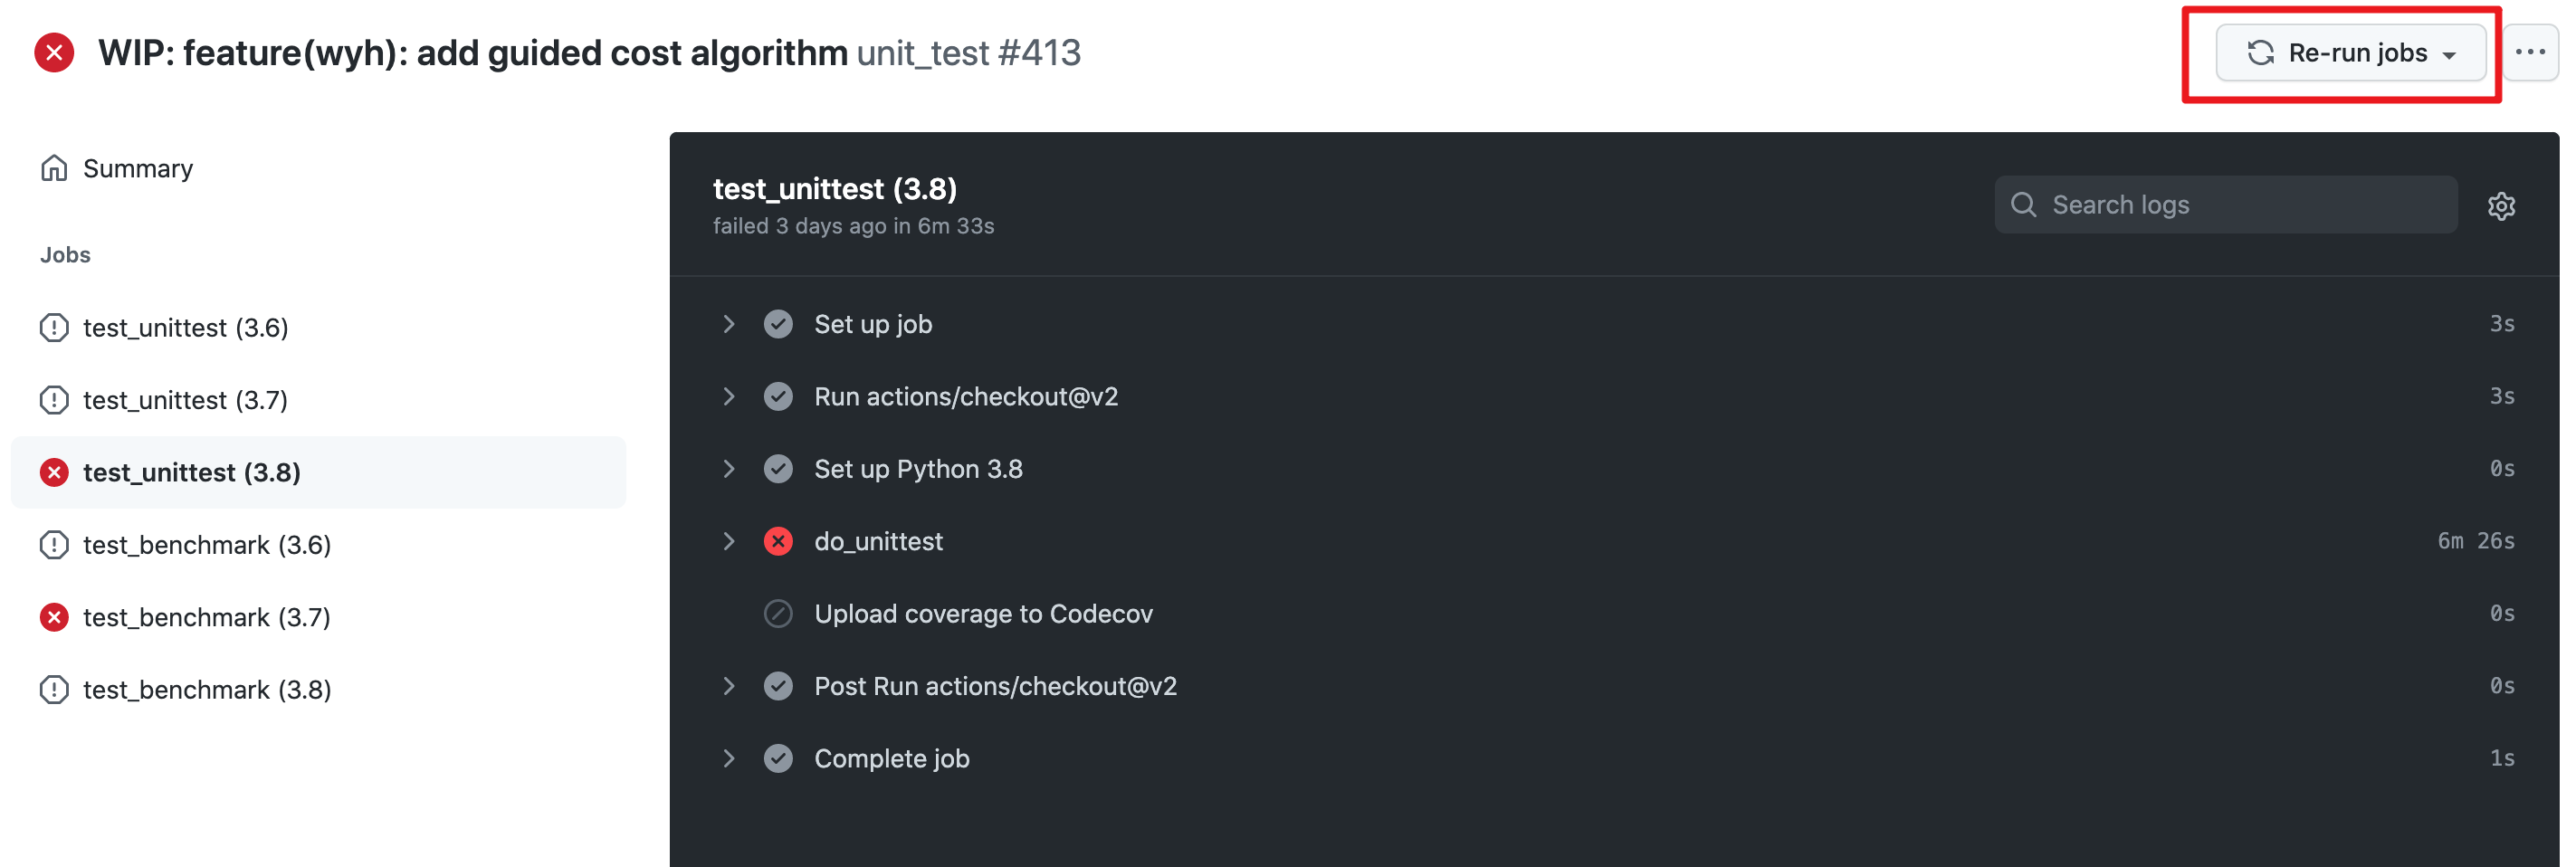 WIP: feature(wyh): add guided cost algorithm unit_test #413
Re-run jobs
Summary
Jobs
test_unittest (3.6)
test_unittest (3.7)
test_unittest (3.8)
test_benchmark (3.6)
test_benchmark (3.7)
test_benchmark (3.8)
test_unittest (3.8)
failed 3 days ago in 6m 33s
Search logs
Set up job 3s
Run actions/checkout@v2 3s
Set up Python 3.8 0s
do_unittest 6m 26s
Upload coverage to Codecov 0s
Post Run actions/checkout@v2 0s
Complete job 1s